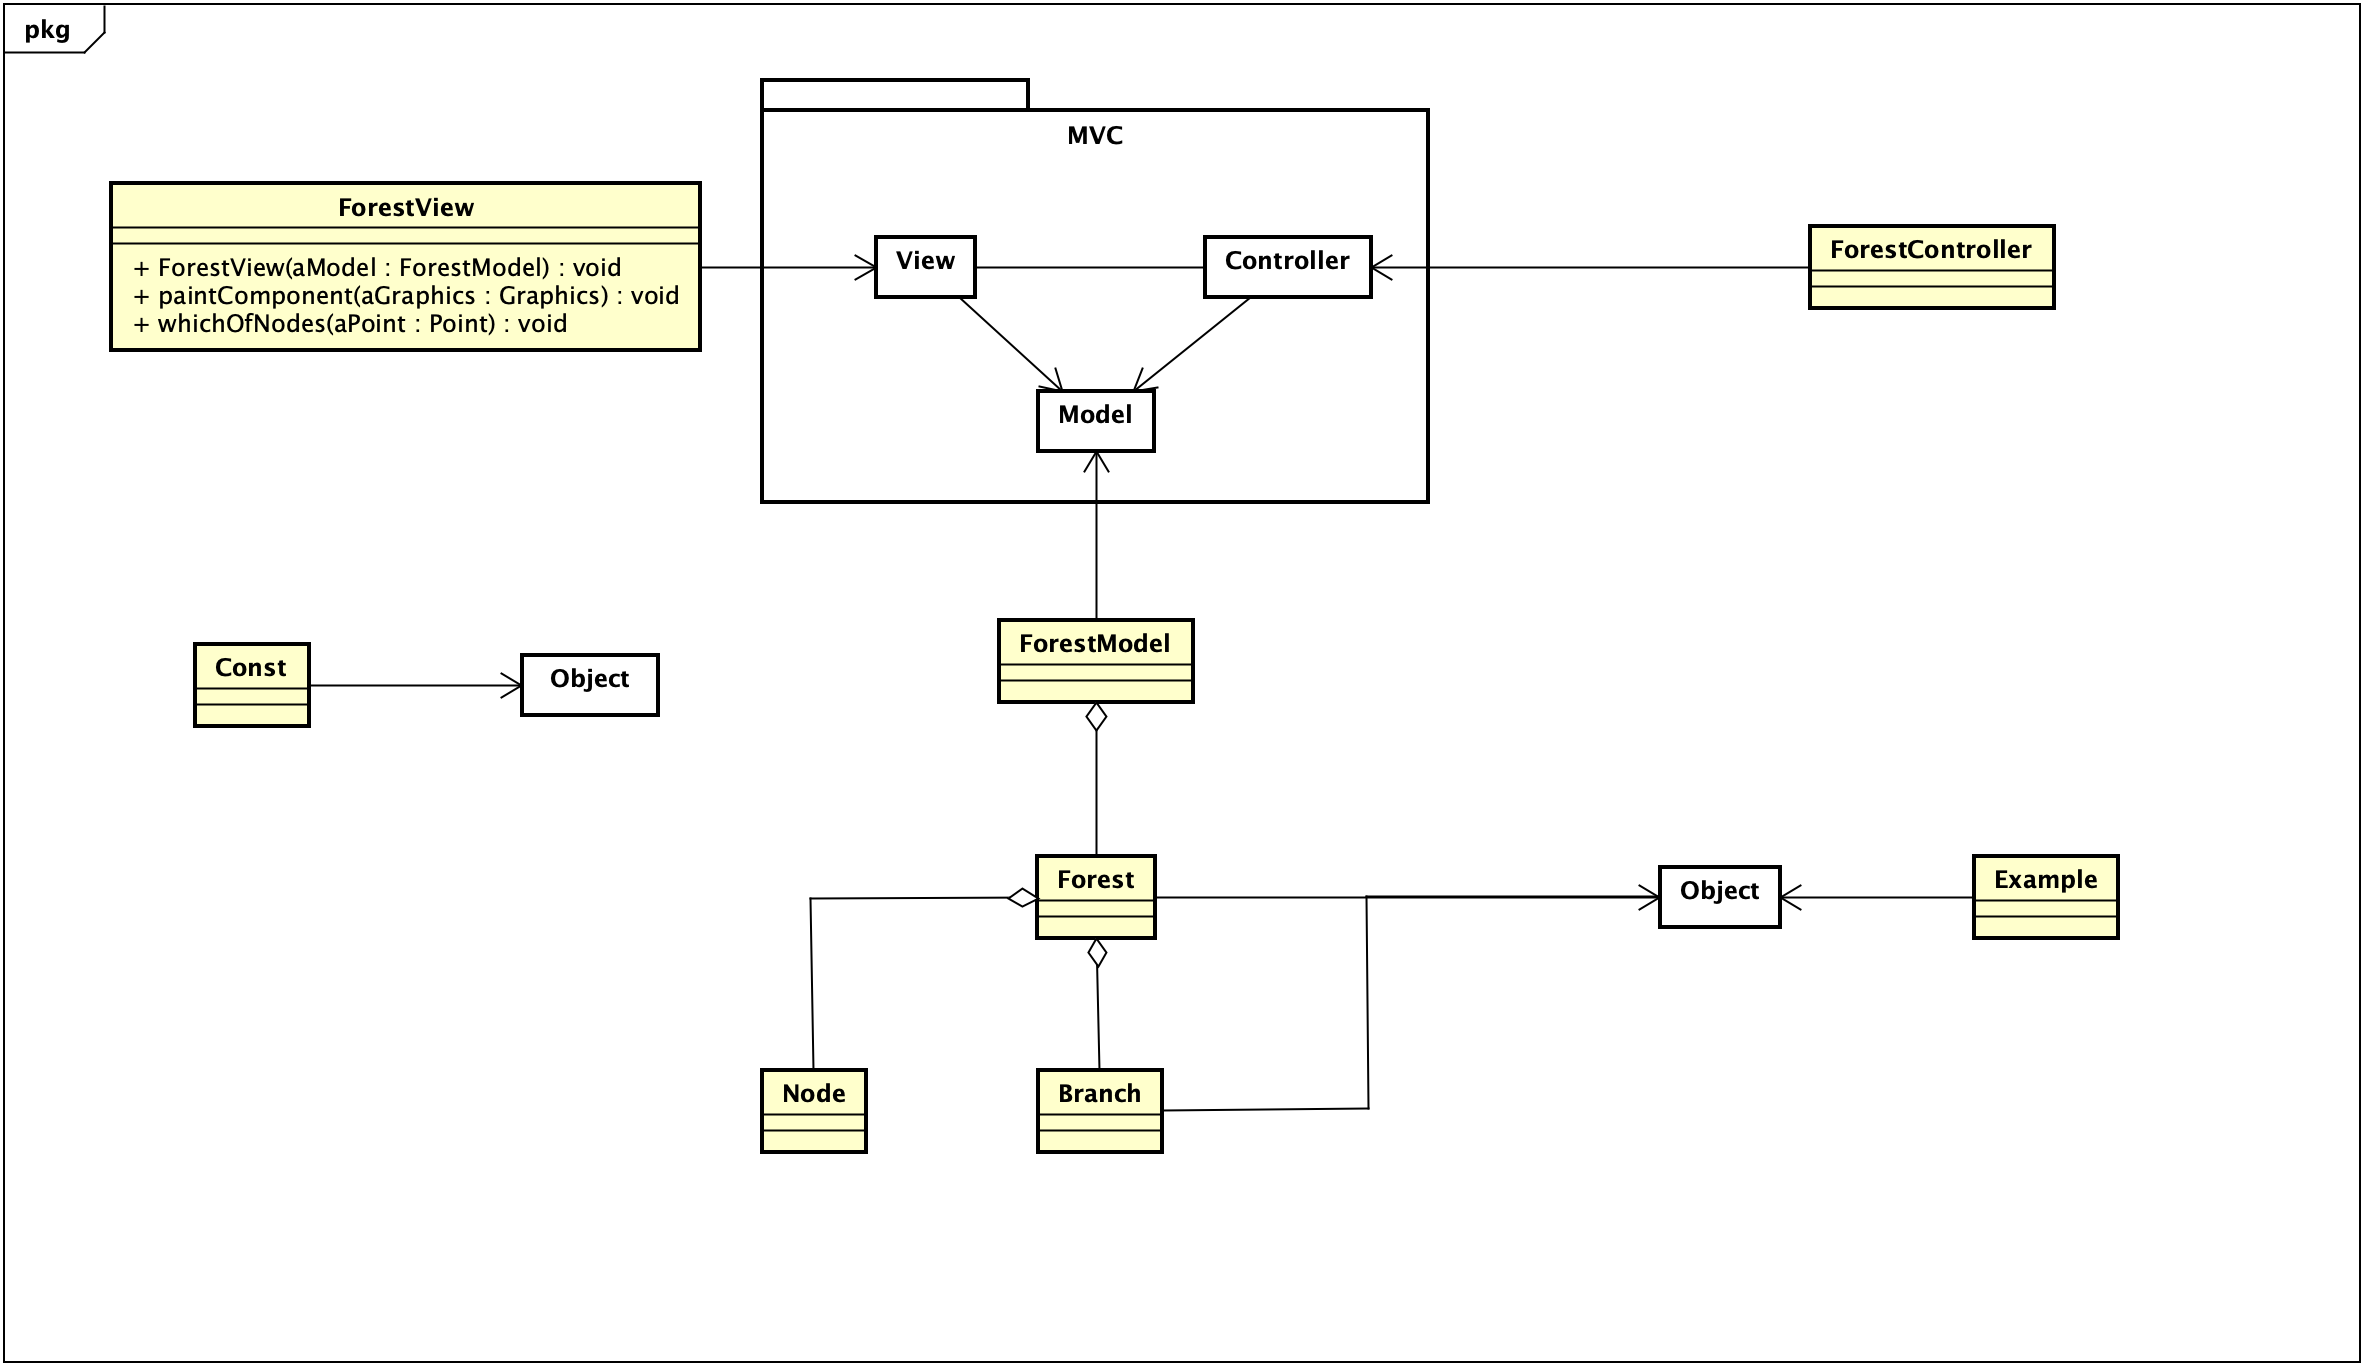 pkg
MVC
ForestView
+ ForestView(aModel : ForestModel) : void
+ paintComponent(aGraphics : Graphics) : void
+ whichOfNodes(aPoint : Point) : void
View
Controller
ForestController
Model
ForestModel
Const
Object
Forest
Object
Example
Node
Branch